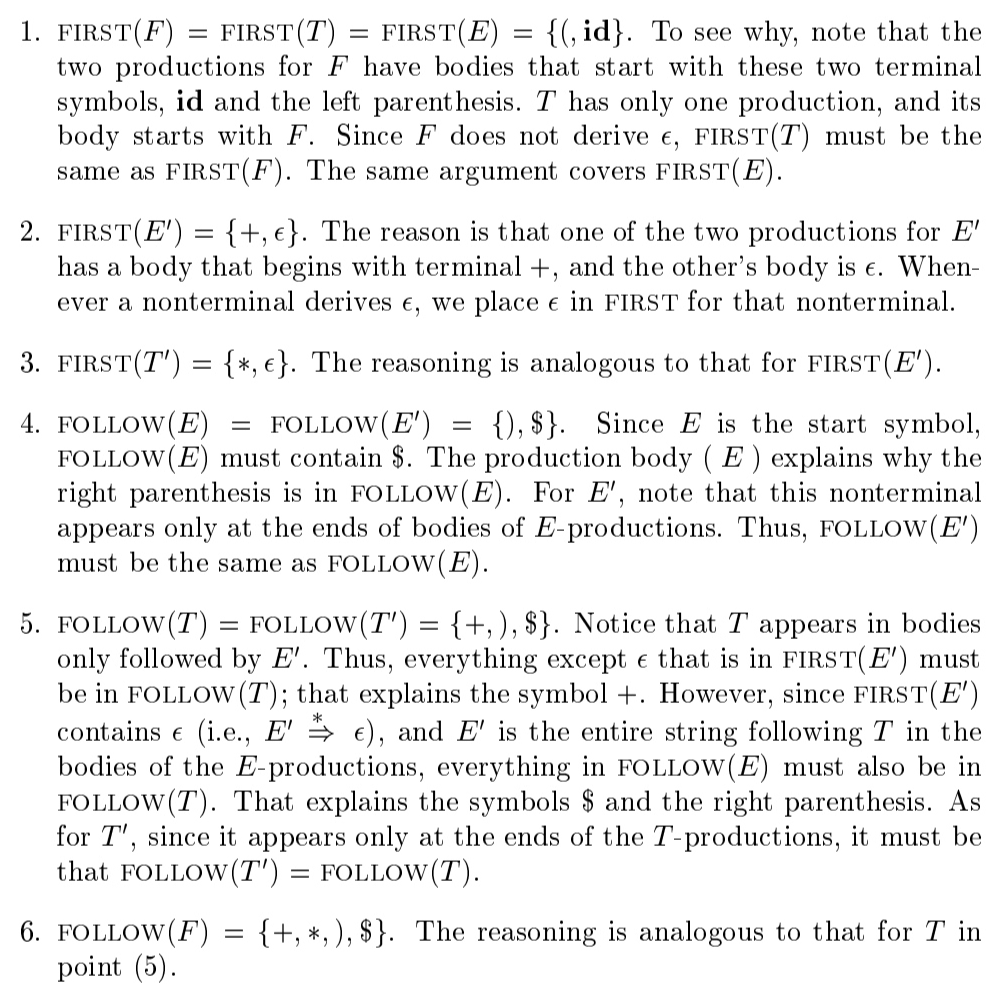 1. FIRST(F) = FIRST(T) = FIRST(E) = {(, id}. To see why, note that the
two productions for F have bodies that start with these two terminal
symbols, id and the left parenthesis. T has only one production, and its
body starts with F. Since F does not derive ϵ, FIRST(T) must be the
same as FIRST(F). The same argument covers FIRST(E).
2. FIRST(E′) = {+, ϵ}. The reason is that one of the two productions for E′
has a body that begins with terminal +, and the other's body is ϵ. When-
ever a nonterminal derives ϵ, we place ϵ in FIRST for that nonterminal.
3. FIRST(T′) = {*, ϵ}. The reasoning is analogous to that for FIRST(E′).
4. FOLLOW(E) = FOLLOW(E′) = {), $}. Since E is the start symbol,
FOLLOW(E) must contain $. The production body ( E ) explains why the
right parenthesis is in FOLLOW(E). For E′, note that this nonterminal
appears only at the ends of bodies of E-productions. Thus, FOLLOW(E′)
must be the same as FOLLOW(E).
5. FOLLOW(T) = FOLLOW(T′) = {+, ), $}. Notice that T appears in bodies
only followed by E′. Thus, everything except ϵ that is in FIRST(E′) must
be in FOLLOW(T); that explains the symbol +. However, since FIRST(E′)
contains ϵ (i.e., E′ ⇒* ϵ), and E′ is the entire string following T in the
bodies of the E-productions, everything in FOLLOW(E) must also be in
FOLLOW(T). That explains the symbols $ and the right parenthesis. As
for T′, since it appears only at the ends of the T-productions, it must be
that FOLLOW(T′) = FOLLOW(T).
6. FOLLOW(F) = {+, *, ), $}. The reasoning is analogous to that for T in
point (5).